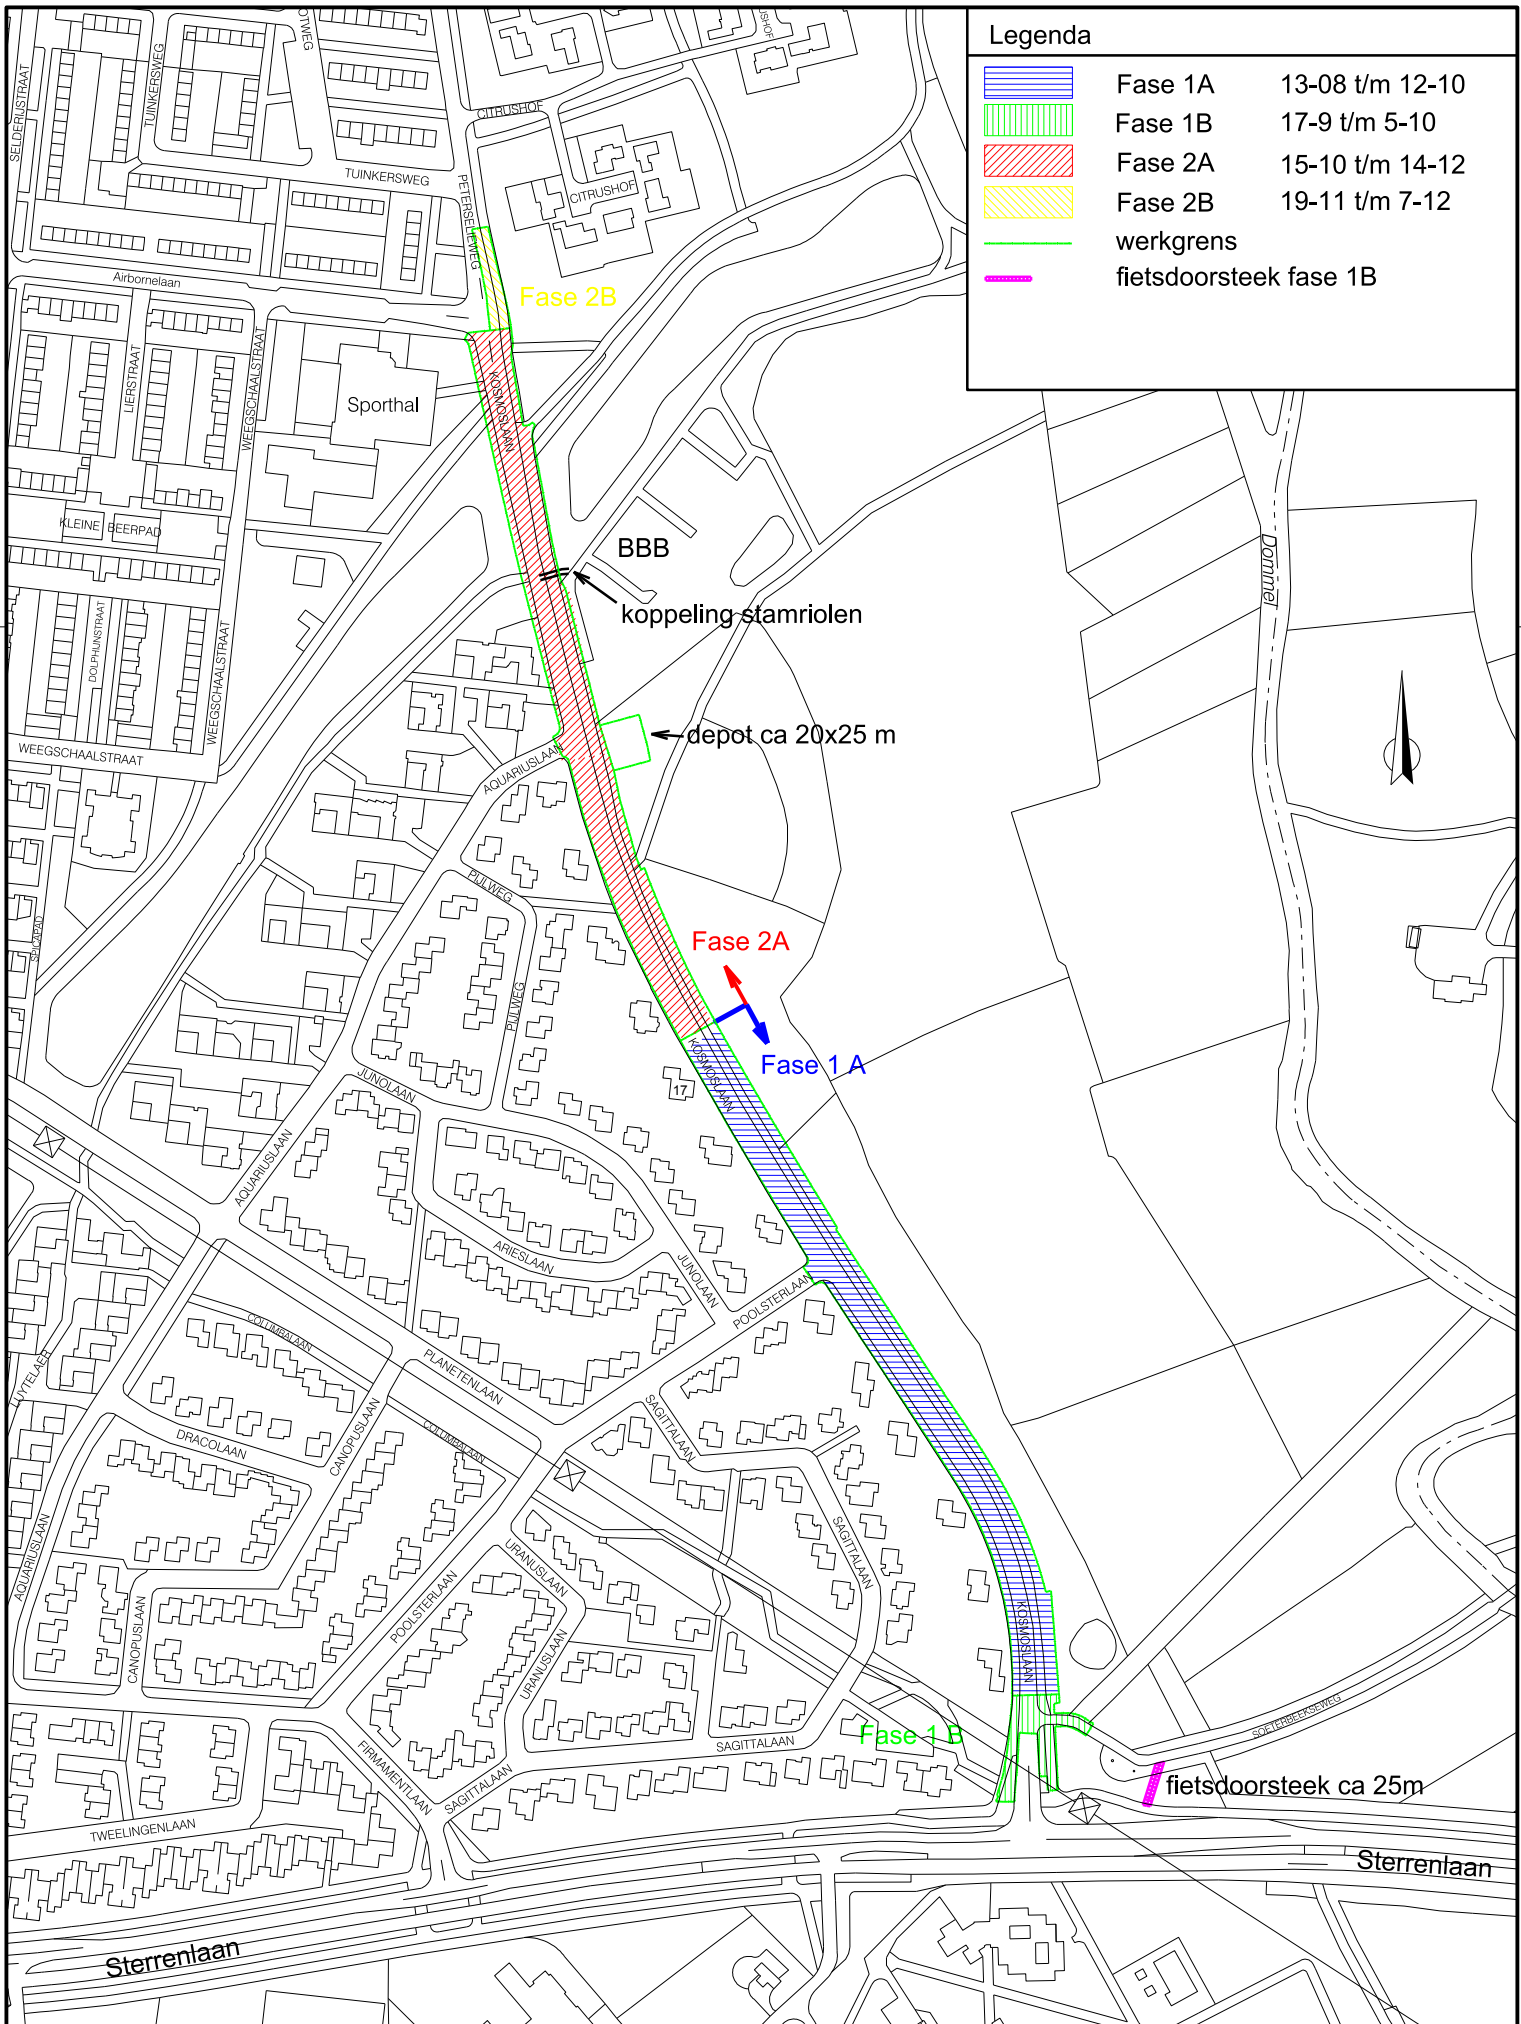 Legenda
Fase 1A 13-08 t/m 12-10
Fase 1B 17-9 t/m 5-10
Fase 2A 15-10 t/m 14-12
Fase 2B 19-11 t/m 7-12
werkgrens
fietsdoorsteek fase 1B
SELDERIJSTRAAT
TUINKERSWEG
CITRUSHOF
TUINKERSWEG
PETERSELIEWEG
CITRUSHOF
Airbornelaan
Fase 2B
LIERSTRAAT
WEEGSCHAALSTRAAT
Sporthal
KOSMOSLAAN
KLEINE BEERPAD
BBB
Dommel
koppeling stamriolen
DOLPHIJNSTRAAT
WEEGSCHAALSTRAAT
WEEGSCHAALSTRAAT
depot ca 20x25 m
AQUARIUSLAAN
PIJLWEG
SPICAPAD
Fase 2A
PIJLWEG
KOSMOSLAAN
Fase 1 A
17
JUNOLAAN
AQUARIUSLAAN
ARIESLAAN
JUNOLAAN
POOLSTERLAAN
COLUMBALAAN
PLANETENLAAN
LUYTELAER
SAGITTALAAN
CANOPUSLAAN
DRACOLAAN
COLUMBALAAN
AQUARIUSLAAN
URANUSLAAN
SAGITTALAAN
POOLSTERLAAN
CANOPUSLAAN
URANUSLAAN
KOSMOSLAAN
Fase 1 B
SOETERBEEKSEWEG
SAGITTALAAN
FIRMAMENTLAAN
SAGITTALAAN
fietsdoorsteek ca 25m
TWEELINGENLAAN
Sterrenlaan
Sterrenlaan